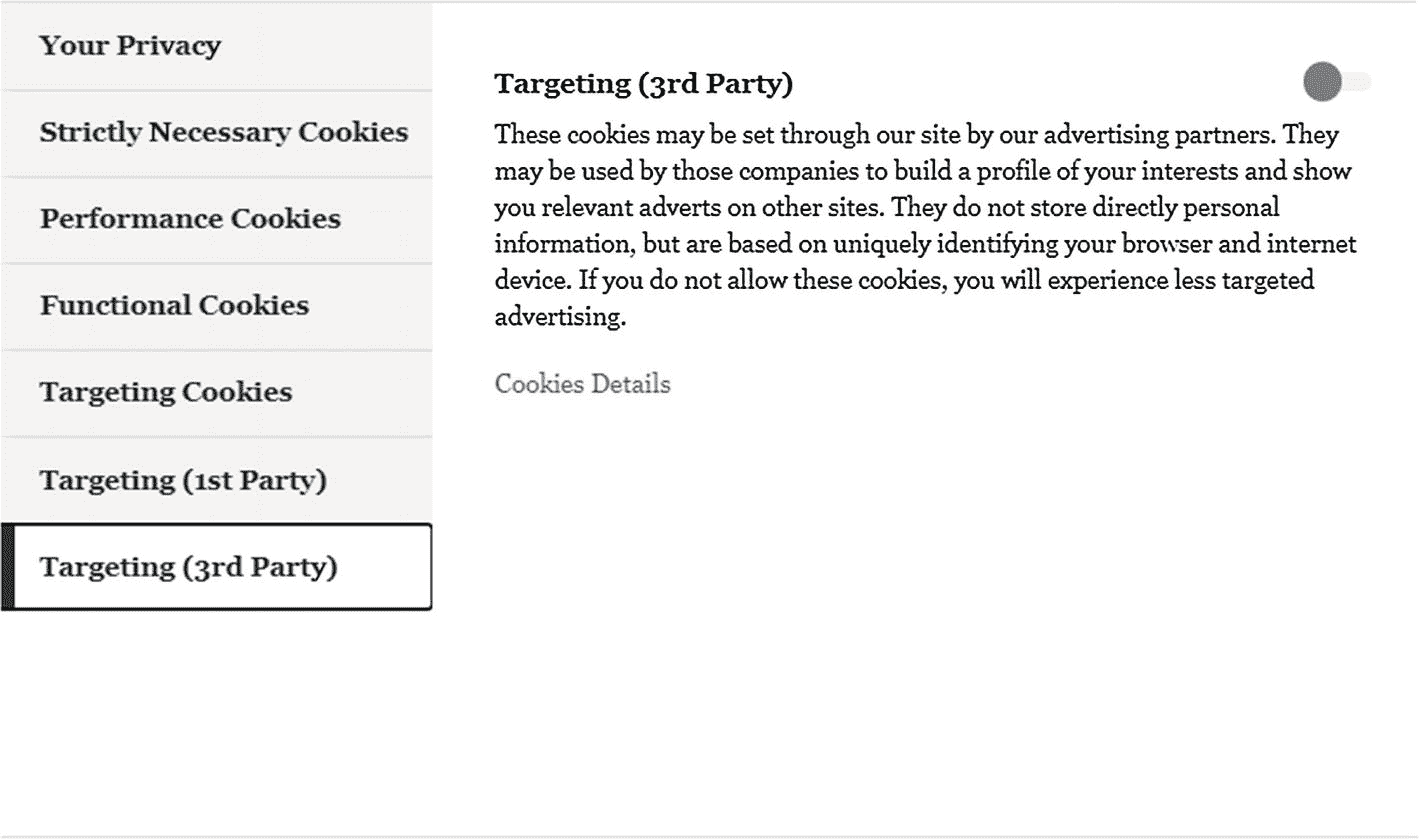 Your Privacy
Strictly Necessary Cookies
Performance Cookies
Functional Cookies
Targeting Cookies
Targeting (1st Party)
Targeting (3rd Party)
Targeting (3rd Party)
These cookies may be set through our site by our advertising partners. They
may be used by those companies to build a profile of your interests and show
you relevant adverts on other sites. They do not store directly personal
information, but are based on uniquely identifying your browser and internet
device. If you do not allow these cookies, you will experience less targeted
advertising.
Cookies Details